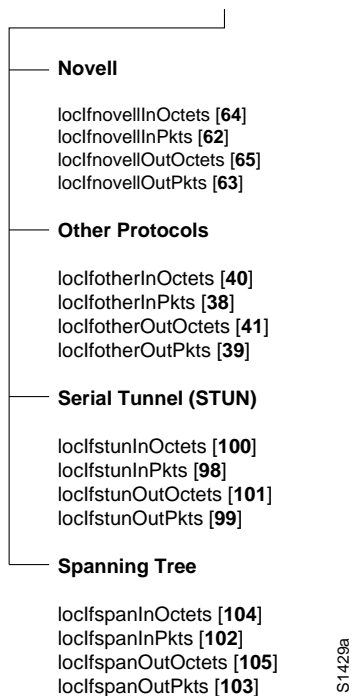 Novell
locIfnovellInOctets [64]
locIfnovellInPkts [62]
locIfnovellOutOctets [65]
locIfnovellOutPkts [63]
Other Protocols
locIfotherInOctets [40]
locIfotherInPkts [38]
locIfotherOutOctets [41]
locIfotherOutPkts [39]
Serial Tunnel (STUN)
locIfstunInOctets [100]
locIfstunInPkts [98]
locIfstunOutOctets [101]
locIfstunOutPkts [99]
Spanning Tree
locIfspanInOctets [104]
locIfspanInPkts [102]
locIfspanOutOctets [105]
locIfspanOutPkts [103]
S1429a